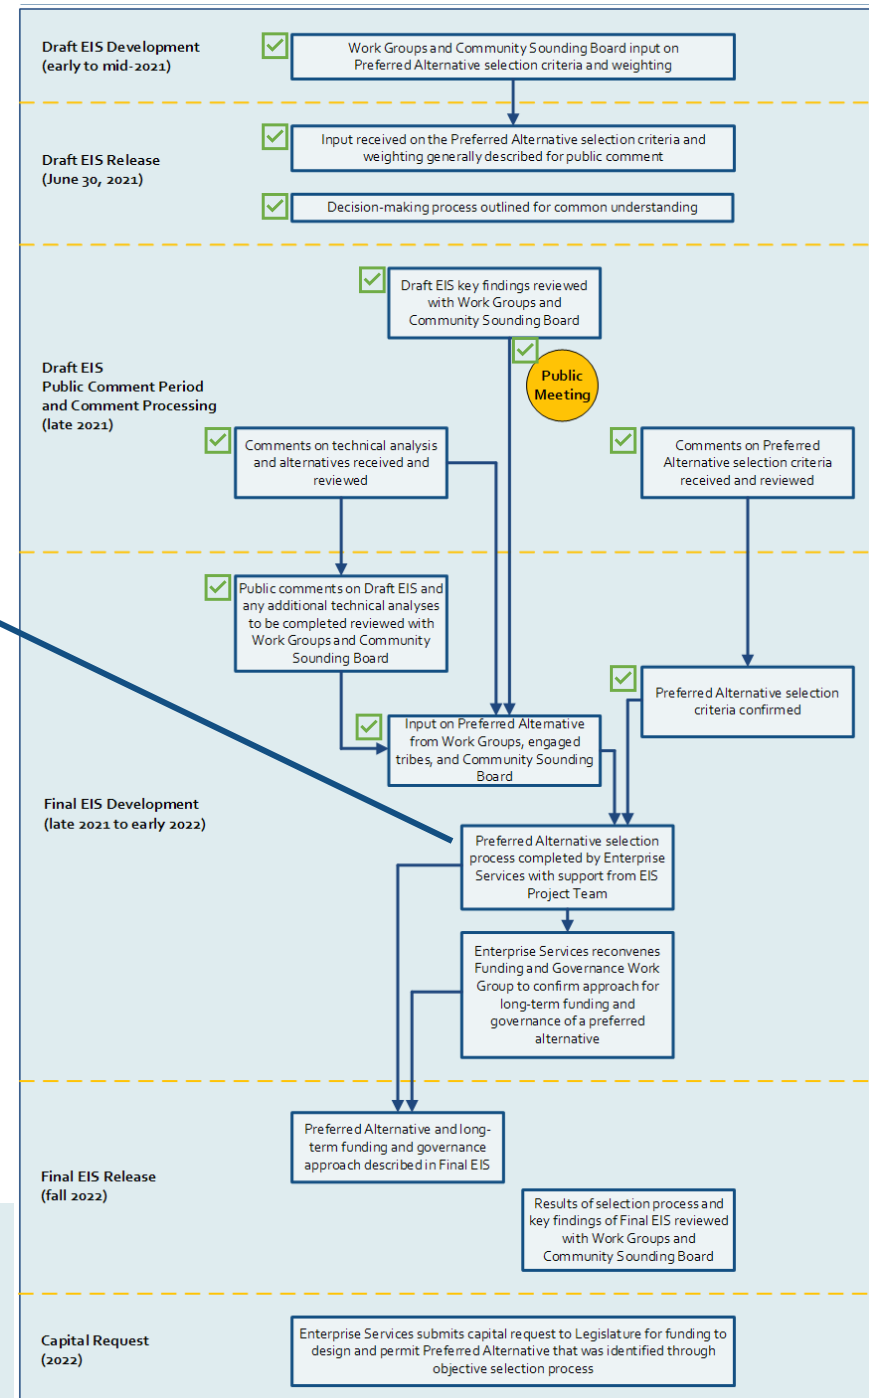 Draft EIS Development
(early to mid-2021)
Work Groups and Community Sounding Board input on
Preferred Alternative selection criteria and weighting
Draft EIS Release
(June 30, 2021)
Input received on the Preferred Alternative selection criteria and
weighting generally described for public comment
Decision-making process outlined for common understanding
Draft EIS
Public Comment Period
and Comment Processing
(late 2021)
Draft EIS key findings reviewed
with Work Groups and
Community Sounding Board
Public
Meeting
Comments on technical analysis
and alternatives received and
reviewed
Comments on Preferred
Alternative selection criteria
received and reviewed
Final EIS Development
(late 2021 to early 2022)
Public comments on Draft EIS and
any additional technical analyses
to be completed reviewed with
Work Groups and Community
Sounding Board
Preferred Alternative selection
criteria confirmed
Input on Preferred Alternative
from Work Groups, engaged
tribes, and Community Sounding
Board
Preferred Alternative selection
process completed by Enterprise
Services with support from EIS
Project Team
Enterprise Services reconvenes
Funding and Governance Work
Group to confirm approach for
long-term funding and
governance of a preferred
alternative
Final EIS Release
(fall 2022)
Preferred Alternative and long-
term funding and governance
approach described in Final EIS
Results of selection process and
key findings of Final EIS reviewed
with Work Groups and
Community Sounding Board
Capital Request
(2022)
Enterprise Services submits capital request to Legislature for funding to
design and permit Preferred Alternative that was identified through
objective selection process